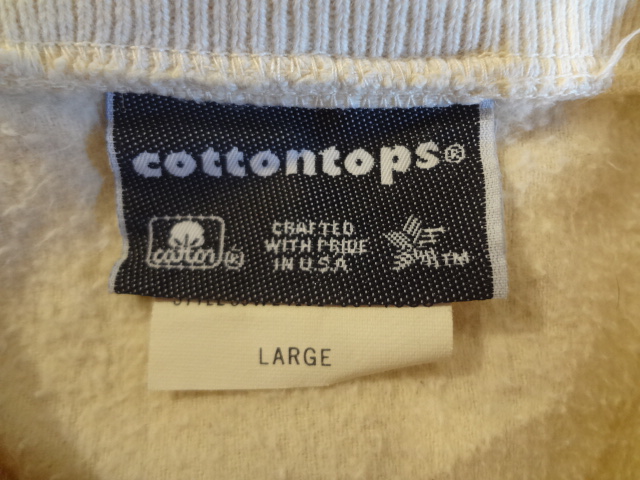 cottontops®
cotton ®
CRAFTED
WITH PRIDE
IN U.S.A.
TM
LARGE